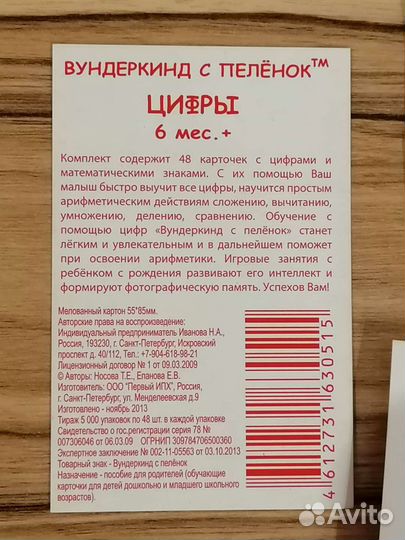 ВУНДЕРКИНД С ПЕЛЁНОК™
ЦИФРЫ
6 мес.+
Комплект содержит 48 карточек с цифрами и
математическими знаками. С их помощью Ваш
малыш быстро выучит все цифры, научится простым
арифметическим действиям сложению, вычитанию,
умножению, делению, сравнению. Обучение с
помощью цифр «Вундеркинд с пелёнок» станет
лёгким и увлекательным и в дальнейшем поможет
при освоении арифметики. Игровые занятия с
ребёнком с рождения развивают его интеллект и
формируют фотографическую память. Успехов Вам!
Мелованный картон 55*85мм.
Авторские права на воспроизведение.
Индивидуальный предприниматель Иванова Н.А.,
Россия, 193230, г. Санкт-Петербург, Искровский
проспект д. 40/112, Тел.: +7-904-618-98-21
Лицензионный договор № 1 от 09.03.2009
© Авторы: Носова Т.Е., Епанова Е.В.
Изготовитель: ООО "Первый ИПХ", Россия,
г. Санкт-Петербург, ул. Менделеевская д.9
Изготовлено - ноябрь 2013
Тираж 5 000 упаковок по 48 шт. в каждой упаковке
Свидетельство о гос.регистрации серия 78 №
007306046 от 06.03.09 ОГРНИП 309784706500360
Экспертное заключение № 002-11-05563 от 03.10.2013
Товарный знак - Вундеркинд с пелёнок
Назначение - пособие для родителей (обучающие
карточки для детей дошкольно и младшего школьного
возрастов).
4612731630515
Avito